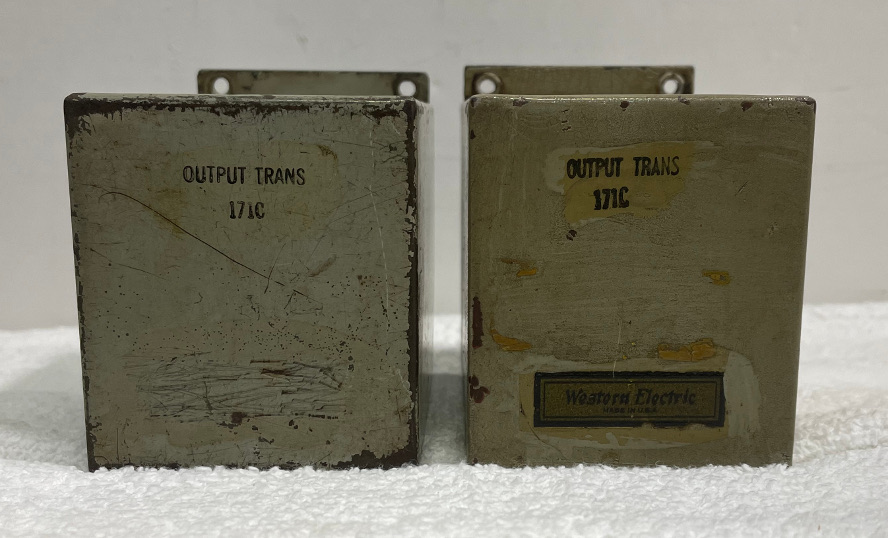 OUTPUT TRANS
171C
OUTPUT TRANS
171C
Western Electric
MADE IN U.S.A.